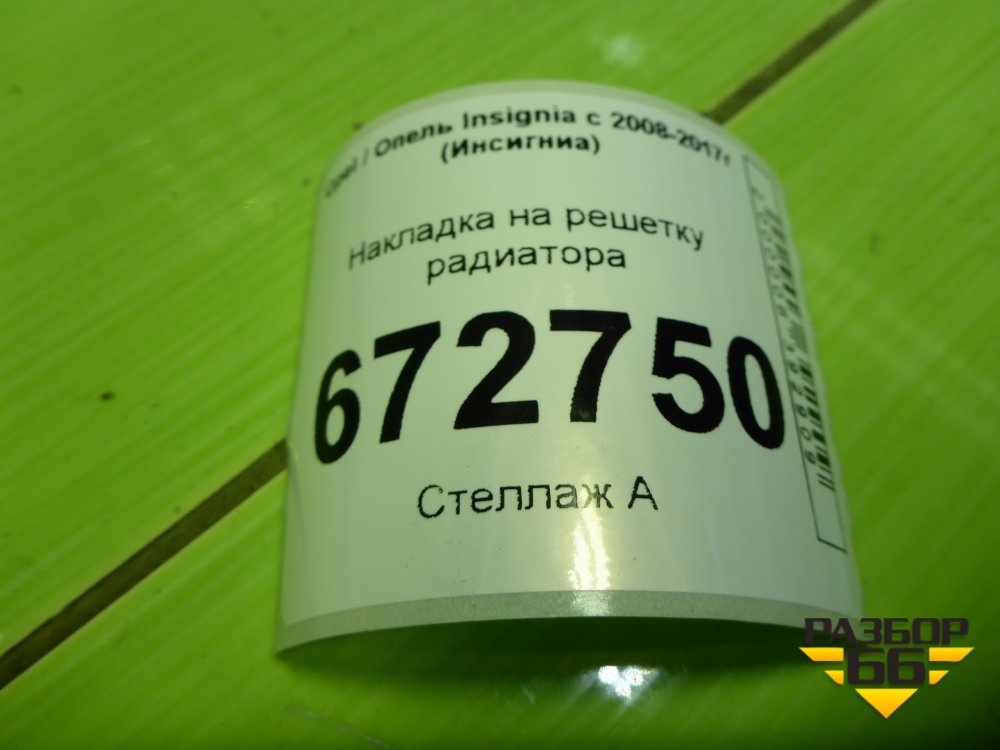 Opel / Опель Insignia с 2008-2017г
(Инсигниа)
Накладка на решетку
радиатора
672750
Стеллаж А
РАЗБОР
66